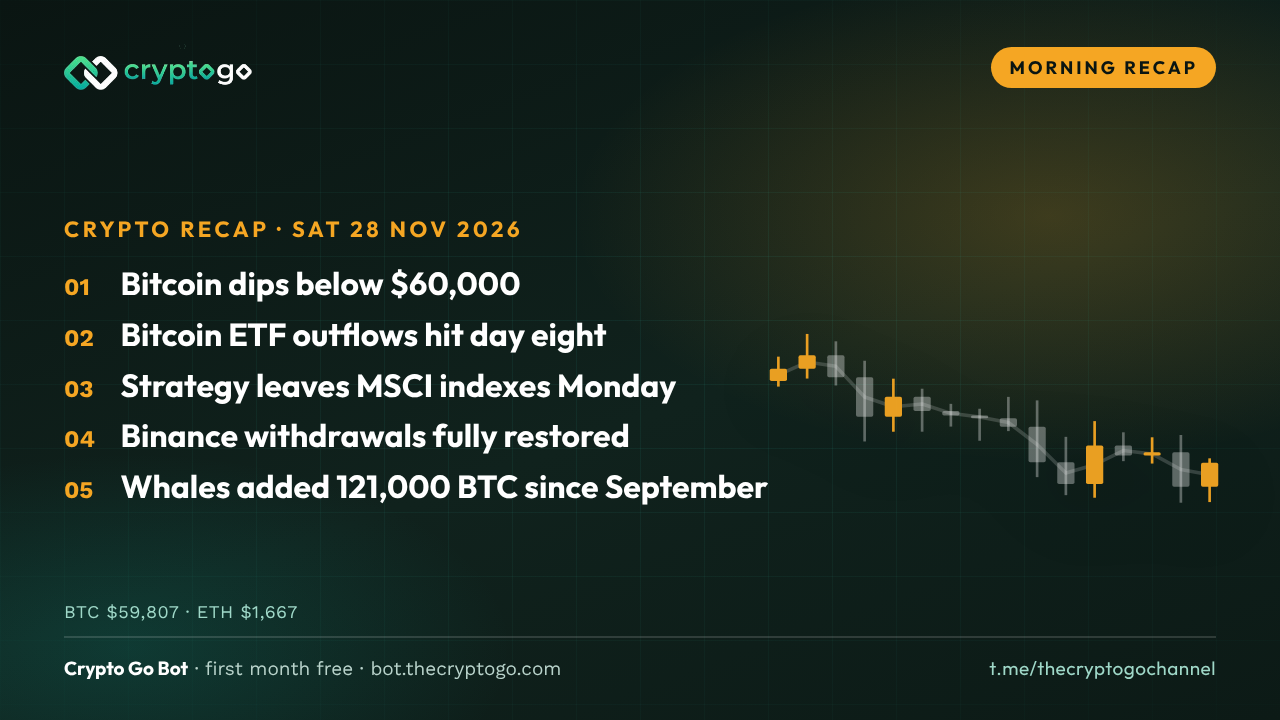 cryptogo
MORNING RECAP
CRYPTO RECAP · SAT 28 NOV 2026
01 Bitcoin dips below $60,000
02 Bitcoin ETF outflows hit day eight
03 Strategy leaves MSCI indexes Monday
04 Binance withdrawals fully restored
05 Whales added 121,000 BTC since September
BTC $59,807 · ETH $1,667
Crypto Go Bot · first month free · bot.thecryptogo.com
t.me/thecryptogochannel